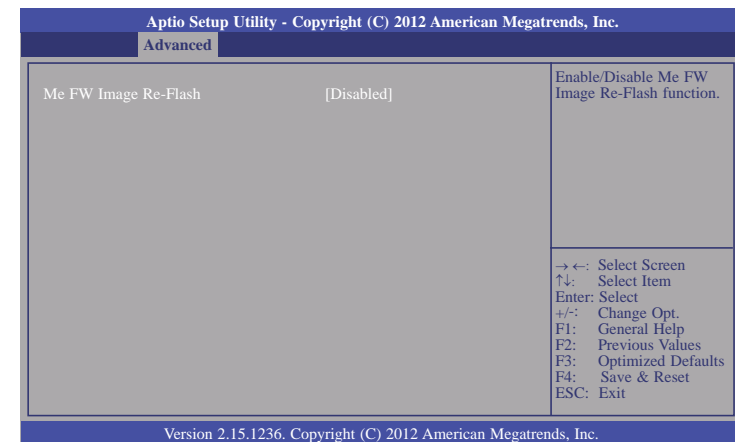 Aptio Setup Utility - Copyright (C) 2012 American Megatrends, Inc.
Advanced
Me FW Image Re-Flash [Disabled]
Enable/Disable Me FW
Image Re-Flash function.
→ ←: Select Screen
↑↓: Select Item
Enter: Select
+/-: Change Opt.
F1: General Help
F2: Previous Values
F3: Optimized Defaults
F4: Save & Reset
ESC: Exit
Version 2.15.1236. Copyright (C) 2012 American Megatrends, Inc.